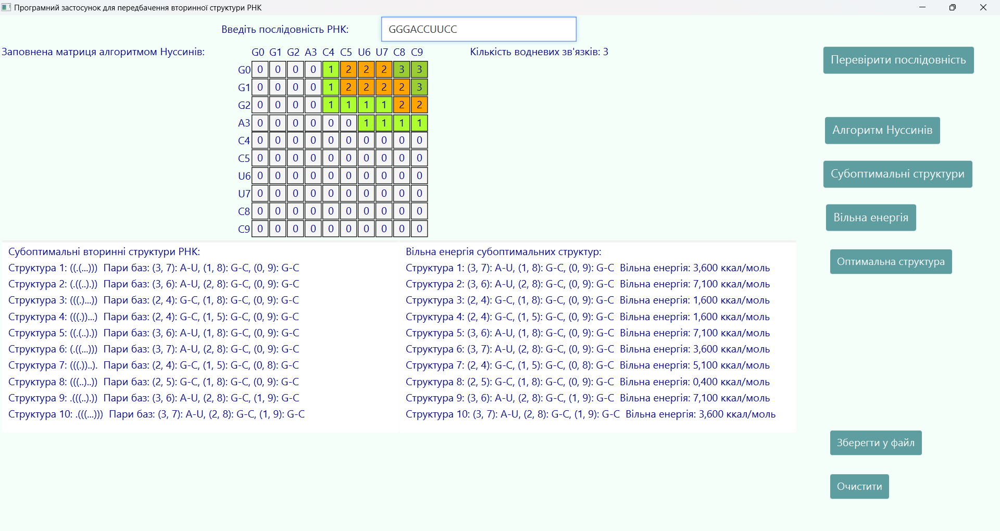 Програмний застосунок для передбачення вторинної структури РНК
Введіть послідовність РНК: GGGACCUUCC
Заповнена матриця алгоритмом Нуссинів:
G0 G1 G2 A3 C4 C5 U6 U7 C8 C9
G0 0 0 0 0 1 2 2 2 3 3
G1 0 0 0 0 1 2 2 2 2 3
G2 0 0 0 0 1 1 1 1 2 2
A3 0 0 0 0 0 0 1 1 1 1
C4 0 0 0 0 0 0 0 0 0 0
C5 0 0 0 0 0 0 0 0 0 0
U6 0 0 0 0 0 0 0 0 0 0
U7 0 0 0 0 0 0 0 0 0 0
C8 0 0 0 0 0 0 0 0 0 0
C9 0 0 0 0 0 0 0 0 0 0
Кількість водневих зв'язків: 3
Перевірити послідовність
Алгоритм Нуссинів
Субоптимальні структури
Вільна енергія
Оптимальна структура
Субоптимальні вторинні структури РНК:
Структура 1: ((.(...))) Пари баз: (3, 7): A-U, (1, 8): G-C, (0, 9): G-C
Структура 2: (.((..).)) Пари баз: (3, 6): A-U, (2, 8): G-C, (0, 9): G-C
Структура 3: (((.)...)) Пари баз: (2, 4): G-C, (1, 8): G-C, (0, 9): G-C
Структура 4: (((.))...) Пари баз: (2, 4): G-C, (1, 5): G-C, (0, 9): G-C
Структура 5: ((.(..).)) Пари баз: (3, 6): A-U, (1, 8): G-C, (0, 9): G-C
Структура 6: (.((...))) Пари баз: (3, 7): A-U, (2, 8): G-C, (0, 9): G-C
Структура 7: (((.))..). Пари баз: (2, 4): G-C, (1, 5): G-C, (0, 8): G-C
Структура 8: (((..)..)) Пари баз: (2, 5): G-C, (1, 8): G-C, (0, 9): G-C
Структура 9: .(((..).)) Пари баз: (3, 6): A-U, (2, 8): G-C, (1, 9): G-C
Структура 10: .(((...))) Пари баз: (3, 7): A-U, (2, 8): G-C, (1, 9): G-C
Вільна енергія субоптимальних структур:
Структура 1: (3, 7): A-U, (1, 8): G-C, (0, 9): G-C Вільна енергія: 3,600 ккал/моль
Структура 2: (3, 6): A-U, (2, 8): G-C, (0, 9): G-C Вільна енергія: 7,100 ккал/моль
Структура 3: (2, 4): G-C, (1, 8): G-C, (0, 9): G-C Вільна енергія: 1,600 ккал/моль
Структура 4: (2, 4): G-C, (1, 5): G-C, (0, 9): G-C Вільна енергія: 1,600 ккал/моль
Структура 5: (3, 6): A-U, (1, 8): G-C, (0, 9): G-C Вільна енергія: 7,100 ккал/моль
Структура 6: (3, 7): A-U, (2, 8): G-C, (0, 9): G-C Вільна енергія: 3,600 ккал/моль
Структура 7: (2, 4): G-C, (1, 5): G-C, (0, 8): G-C Вільна енергія: 5,100 ккал/моль
Структура 8: (2, 5): G-C, (1, 8): G-C, (0, 9): G-C Вільна енергія: 0,400 ккал/моль
Структура 9: (3, 6): A-U, (2, 8): G-C, (1, 9): G-C Вільна енергія: 7,100 ккал/моль
Структура 10: (3, 7): A-U, (2, 8): G-C, (1, 9): G-C Вільна енергія: 3,600 ккал/моль
Зберегти у файл
Очистити